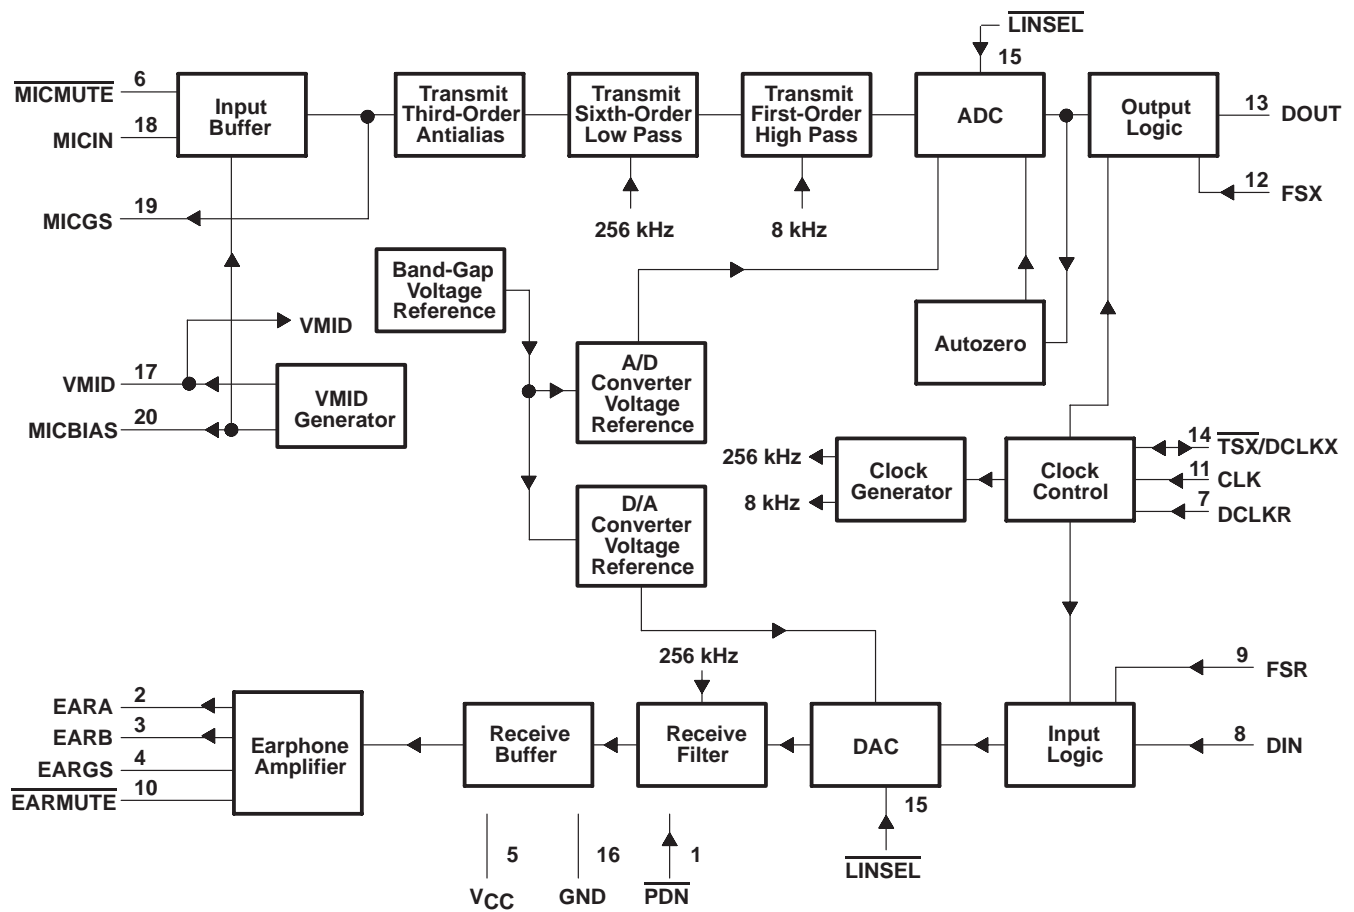 LINSEL
15
MICMUTE
6
MICIN
18
Input
Buffer
Transmit
Third-Order
Antialias
Transmit
Sixth-Order
Low Pass
Transmit
First-Order
High Pass
ADC
Output
Logic
13
DOUT
12
FSX
MICGS
19
256 kHz
8 kHz
Band-Gap
Voltage
Reference
VMID
VMID
17
MICBIAS
20
VMID
Generator
A/D
Converter
Voltage
Reference
Autozero
256 kHz
8 kHz
Clock
Generator
Clock
Control
14
TSX/DCLKX
11
CLK
7
DCLKR
D/A
Converter
Voltage
Reference
256 kHz
9
FSR
EARA
2
EARB
3
EARGS
4
EARMUTE
10
Earphone
Amplifier
Receive
Buffer
Receive
Filter
DAC
Input
Logic
8
DIN
15
LINSEL
5
VCC
16
GND
1
PDN